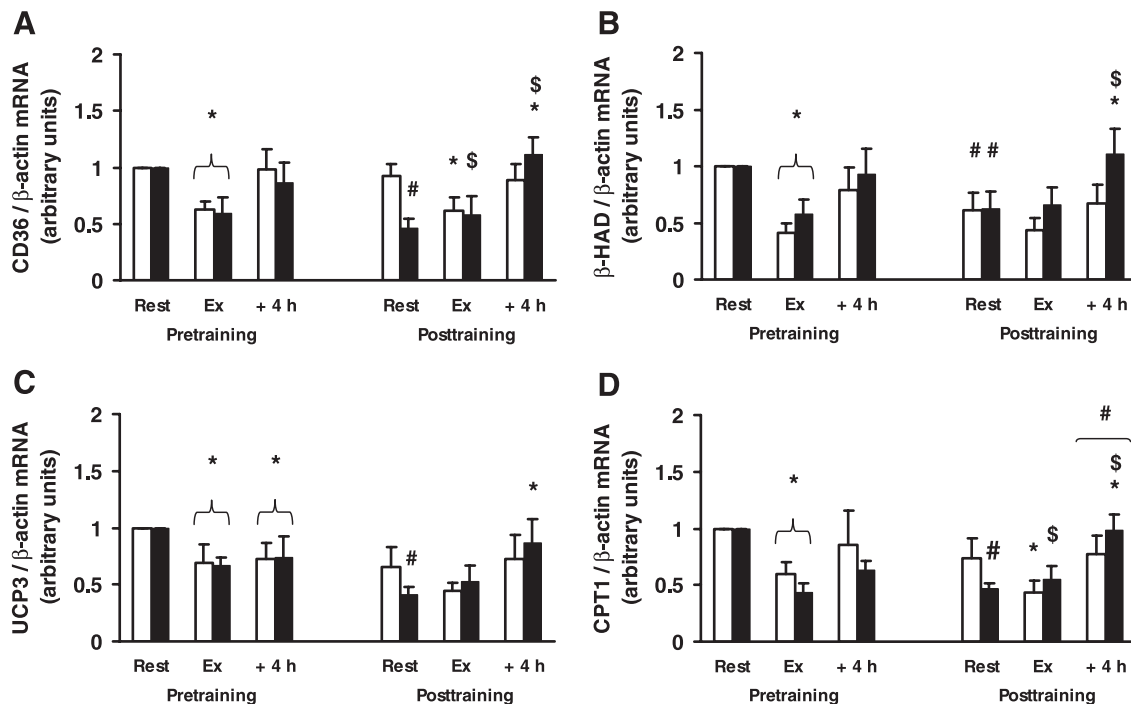 A
CD36 / β-actin mRNA
(arbitrary units)
2
1.5
1
0.5
0
*
#
* $
$
*
Rest Ex + 4 h Rest Ex + 4 h
Pretraining Posttraining
B
β-HAD / β-actin mRNA
(arbitrary units)
2
1.5
1
0.5
0
*
# #
$
*
Rest Ex + 4 h Rest Ex + 4 h
Pretraining Posttraining
C
UCP3 / β-actin mRNA
(arbitrary units)
2
1.5
1
0.5
0
* *
#
*
Rest Ex + 4 h Rest Ex + 4 h
Pretraining Posttraining
D
CPT1 / β-actin mRNA
(arbitrary units)
2
1.5
1
0.5
0
*
#
* $
#
$
*
Rest Ex + 4 h Rest Ex + 4 h
Pretraining Posttraining